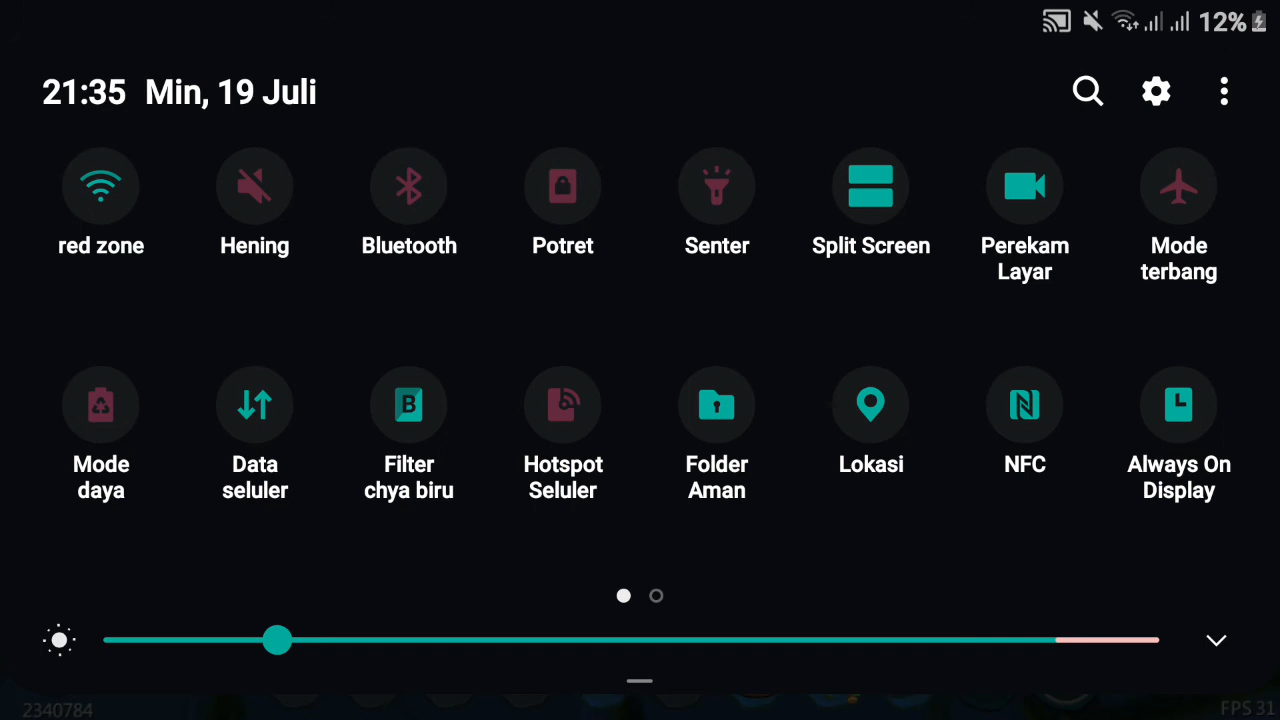 12%
21:35 Min, 19 Juli
red zone
Hening
Bluetooth
Potret
Senter
Split Screen
Perekam
Layar
Mode
terbang
Mode
daya
Data
seluler
B
Filter
chya biru
Hotspot
Seluler
Folder
Aman
Lokasi
NFC
Always On
Display
2340784
FPS 31